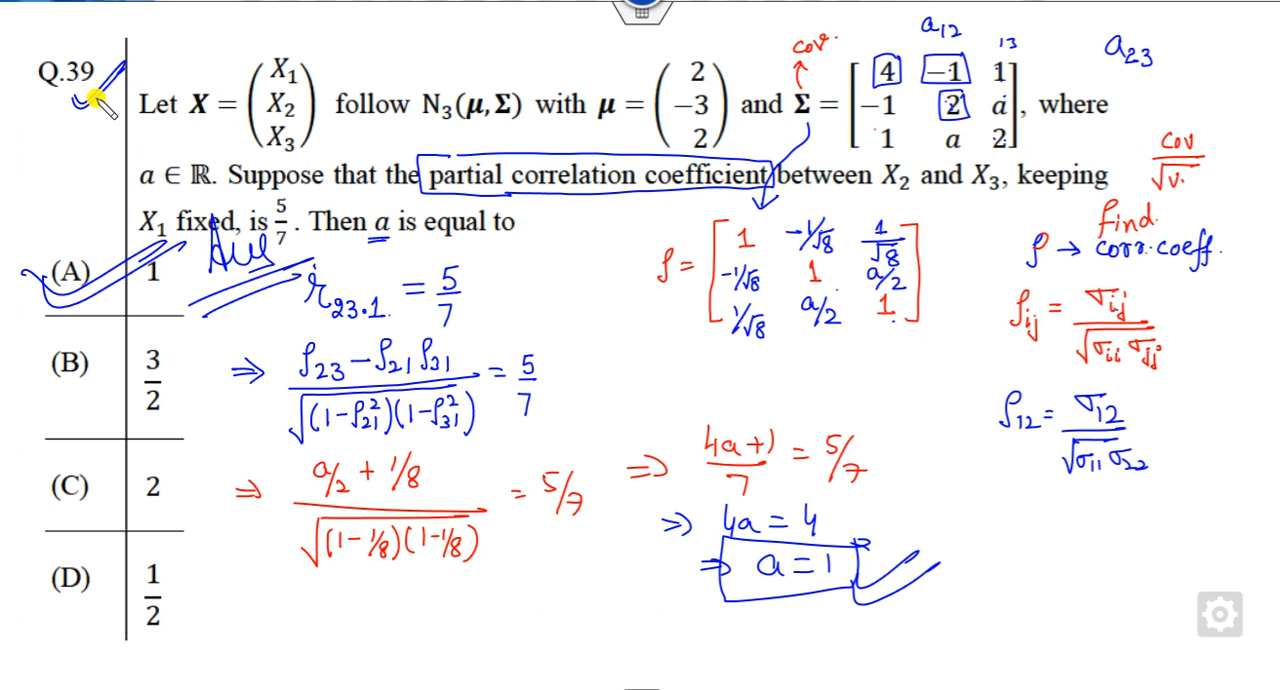 Q.39
Let X = ( X₁ X₂ X₃ ) follow N₃(μ, Σ) with μ = ( 2 −3 2 ) and Σ = [ 4 −1 1 ; −1 2 a ; 1 a 2 ], where
a ∈ ℝ. Suppose that the partial correlation coefficient between X₂ and X₃, keeping
X₁ fixed, is 5/7. Then a is equal to
(A) 1
(B) 3/2
(C) 2
(D) 1/2
cov.
a12
13
a23
cov/√v.
Ans
r23·1 = 5/7
⇒ (ρ23 − ρ21 ρ31)/√((1−ρ21²)(1−ρ31²)) = 5/7
⇒ (a/2 + 1/8)/√((1−1/8)(1−1/8)) = 5/7
ρ = [ 1 −1/√8 1/√8 ; −1/√8 1 a/2 ; 1/√8 a/2 1 ]
⇒ (4a+1)/7 = 5/7
⇒ 4a = 4
⇒ a = 1
find
ρ → corr. coeff.
ρij = σij/√(σii σjj)
ρ12 = σ12/√(σ11 σ22)